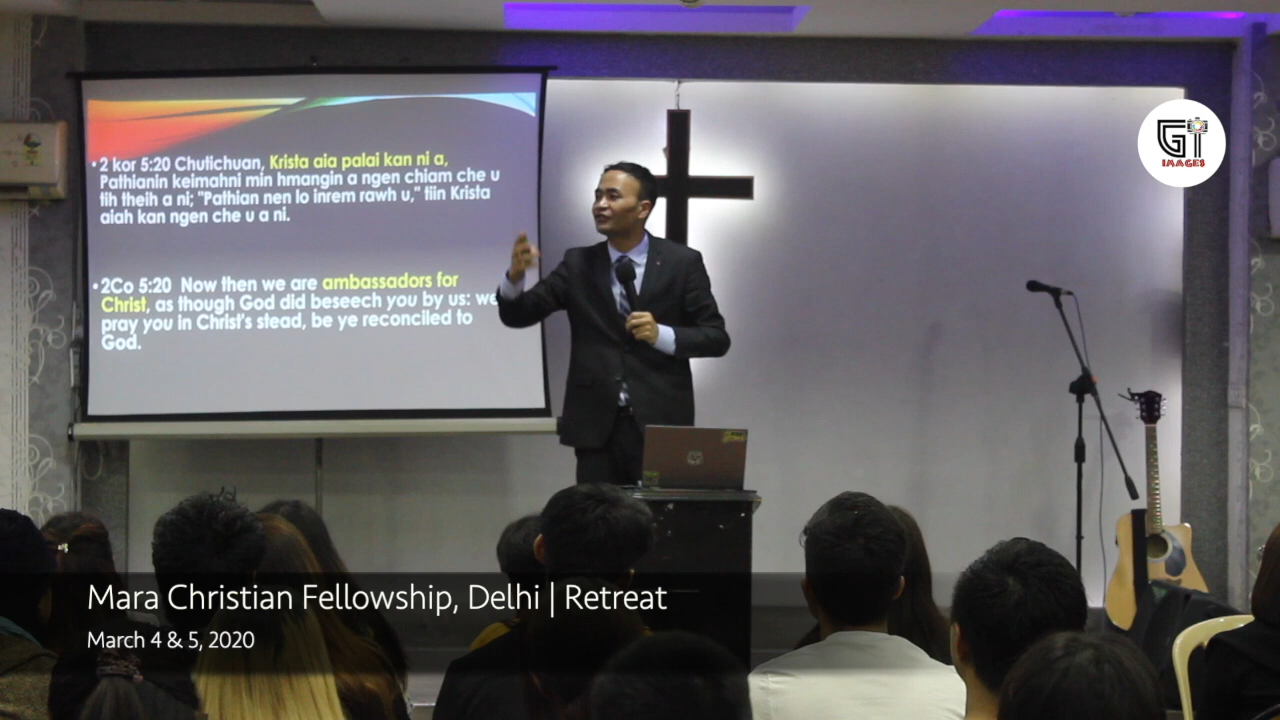 • 2 kor 5:20 Chutichuan, Krista aia palai kan ni a,
Pathianin keimahni min hmangin a ngen chiam che u
tih theih a ni; "Pathian nen lo inrem rawh u," tiin Krista
aiah kan ngen che u a ni.
• 2Co 5:20 Now then we are ambassadors for
Christ, as though God did beseech you by us: we
pray you in Christ's stead, be ye reconciled to
God.
GT
IMAGES
Mara Christian Fellowship, Delhi | Retreat
March 4 & 5, 2020